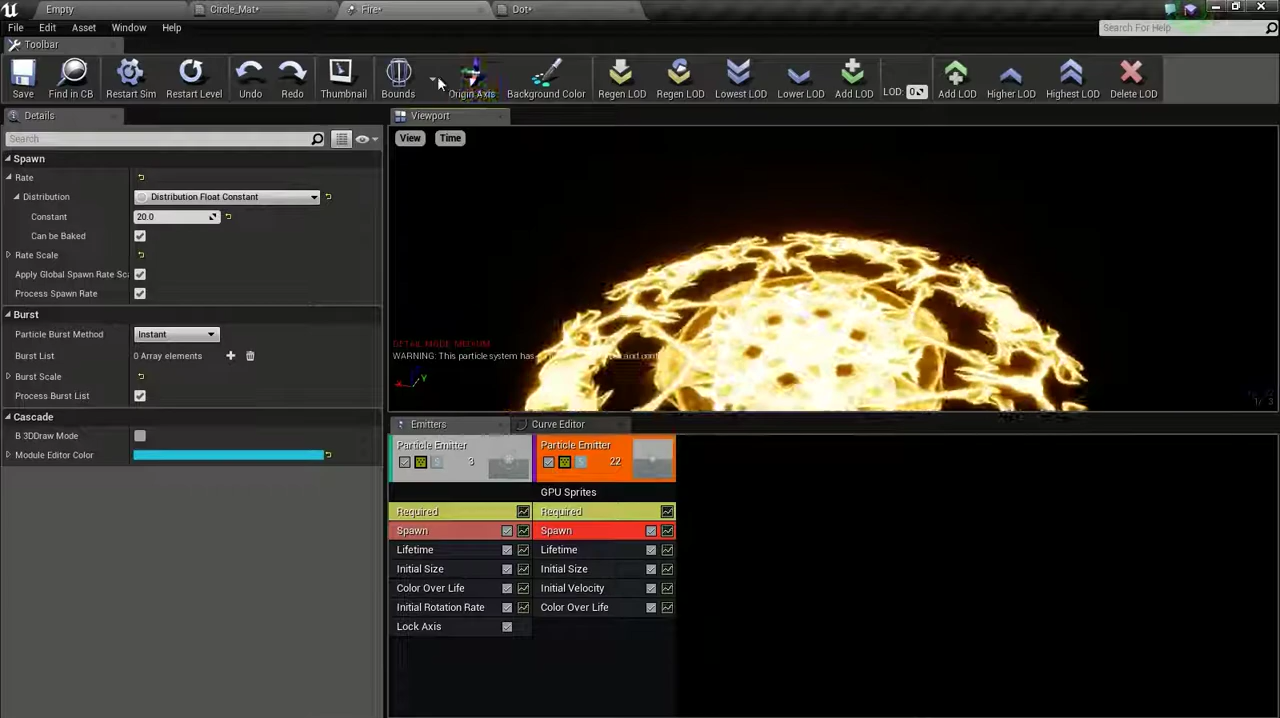 Empty Circle_Mat* Fire* Dot*
File Edit Asset Window Help Search For Help
Toolbar
Save Find in CB Restart Sim Restart Level Undo Redo Thumbnail Bounds Origin Axis Background Color Regen LOD Regen LOD Lowest LOD Lower LOD Add LOD LOD: 0 Add LOD Higher LOD Highest LOD Delete LOD
Details
Viewport
Search
View Time
Spawn
Rate
Distribution Distribution Float Constant
Constant 20.0
Can be Baked
Rate Scale
Apply Global Spawn Rate Sca
Process Spawn Rate
Burst
Particle Burst Method Instant
Burst List 0 Array elements
Burst Scale
Process Burst List
Cascade
B 3DDraw Mode
Module Editor Color
DETAIL MODE: MEDIUM
WARNING: This particle system has
Y
Emitters Curve Editor
Particle Emitter Particle Emitter
3 22
GPU Sprites
Required Required
Spawn Spawn
Lifetime Lifetime
Initial Size Initial Size
Color Over Life Initial Velocity
Initial Rotation Rate Color Over Life
Lock Axis